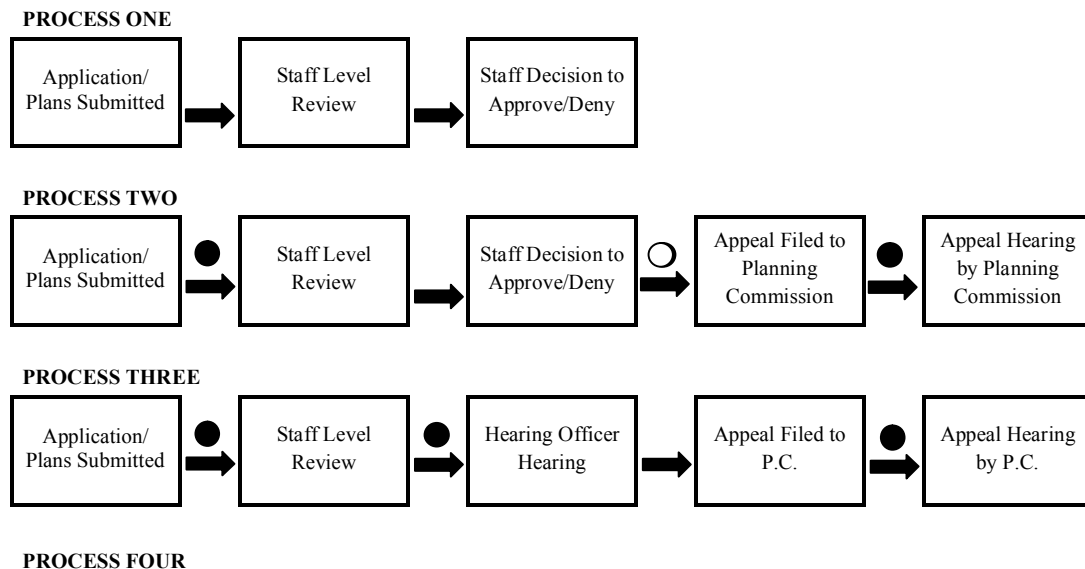 PROCESS ONE
Application/
Plans Submitted
Staff Level
Review
Staff Decision to
Approve/Deny
PROCESS TWO
Application/
Plans Submitted
Staff Level
Review
Staff Decision to
Approve/Deny
Appeal Filed to
Planning
Commission
Appeal Hearing
by Planning
Commission
PROCESS THREE
Application/
Plans Submitted
Staff Level
Review
Hearing Officer
Hearing
Appeal Filed to
P.C.
Appeal Hearing
by P.C.
PROCESS FOUR